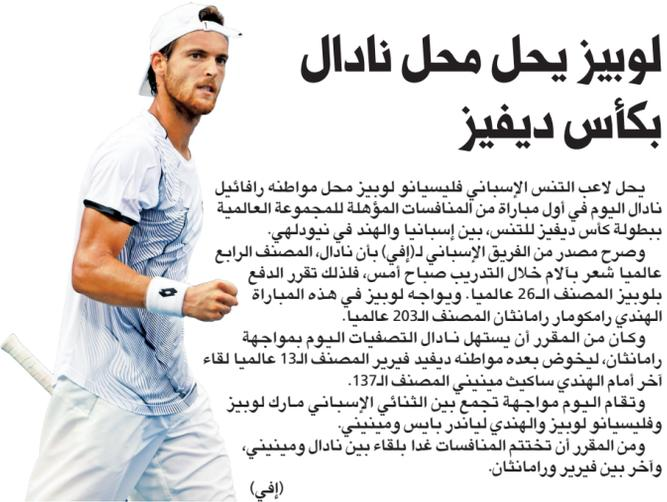 لوبيز يحل محل نادال
بكأس ديفيز
يحل لاعب التنس الإسباني فليسيانو لوبيز محل مواطنه رافائيل
نادال اليوم في أول مباراة من المنافسات المؤهلة للمجموعة العالمية
ببطولة كأس ديفيز للتنس، بين إسبانيا والهند في نيودلهي.
وصرح مصدر من الفريق الإسباني لـ(إفي) بأن نادال، المصنف الرابع
عالميا شعر بآلام خلال التدريب صباح أمس، فلذلك تقرر الدفع
بلوبيز المصنف الـ26 عالميا. ويواجه لوبيز في هذه المباراة
الهندي رامكومار رامانثان المصنف الـ203 عالميا.
وكان من المقرر أن يستهل نادال التصفيات اليوم بمواجهة
رامانثان، ليخوض بعده مواطنه ديفيد فيرير المصنف الـ13 عالميا لقاء
آخر أمام الهندي ساكيث مينيني المصنف الـ137.
وتقام اليوم مواجهة تجمع بين الثنائي الإسباني مارك لوبيز
وفليسيانو لوبيز والهندي لياندر بايس ومينيني.
ومن المقرر أن تختتم المنافسات غدا بلقاء بين نادال ومينيني،
وآخر بين فيرير ورامانثان.
(إفي)